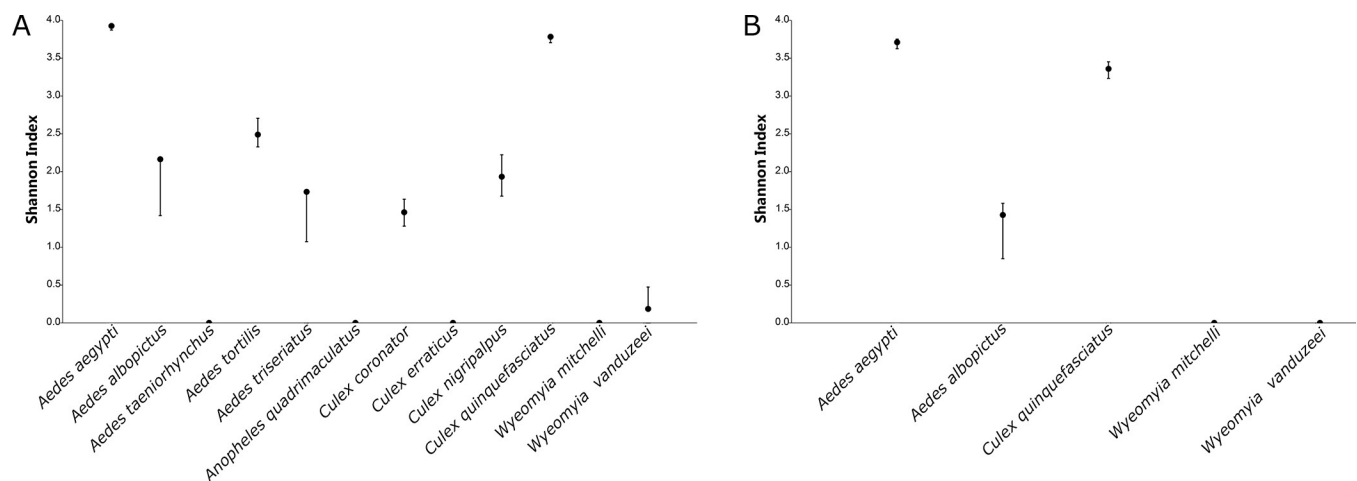 A
Shannon Index
4.0
3.5
3.0
2.5
2.0
1.5
1.0
0.5
0.0
Aedes aegypti
Aedes albopictus
Aedes taeniorhynchus
Aedes tortilis
Aedes triseriatus
Anopheles quadrimaculatus
Culex coronator
Culex erraticus
Culex nigripalpus
Culex quinquefasciatus
Wyeomyia mitchelli
Wyeomyia vanduzeei
B
Shannon Index
4.0
3.5
3.0
2.5
2.0
1.5
1.0
0.5
0.0
Aedes aegypti
Aedes albopictus
Culex quinquefasciatus
Wyeomyia mitchelli
Wyeomyia vanduzeei